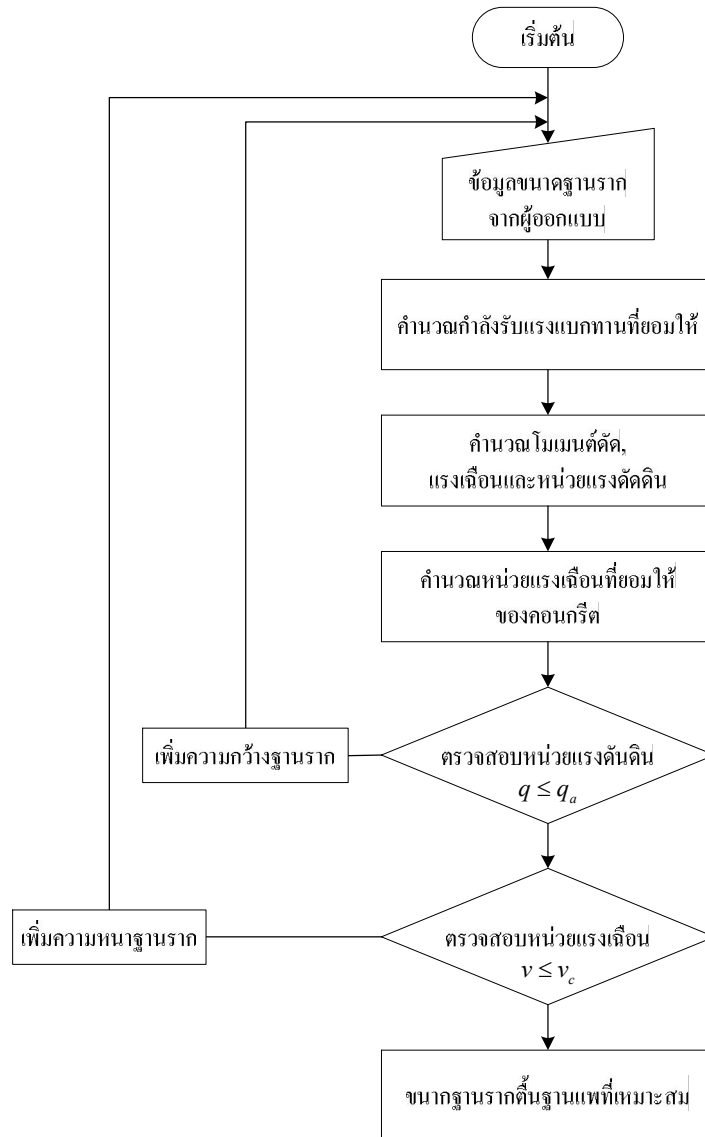 เริ่มต้น
ข้อมูลขนาดฐานราก
จากผู้ออกแบบ
คำนวณกำลังรับแรงแบกทานที่ยอมให้
คำนวณโมเมนต์ดัด,
แรงเฉือนและหน่วยแรงดัดดิน
คำนวณหน่วยแรงเฉือนที่ยอมให้
ของคอนกรีต
เพิ่มความกว้างฐานราก
ตรวจสอบหน่วยแรงดันดิน
q ≤ qₐ
เพิ่มความหนาฐานราก
ตรวจสอบหน่วยแรงเฉือน
v ≤ v_c
ขนากฐานรากตื้นฐานแพที่เหมาะสม